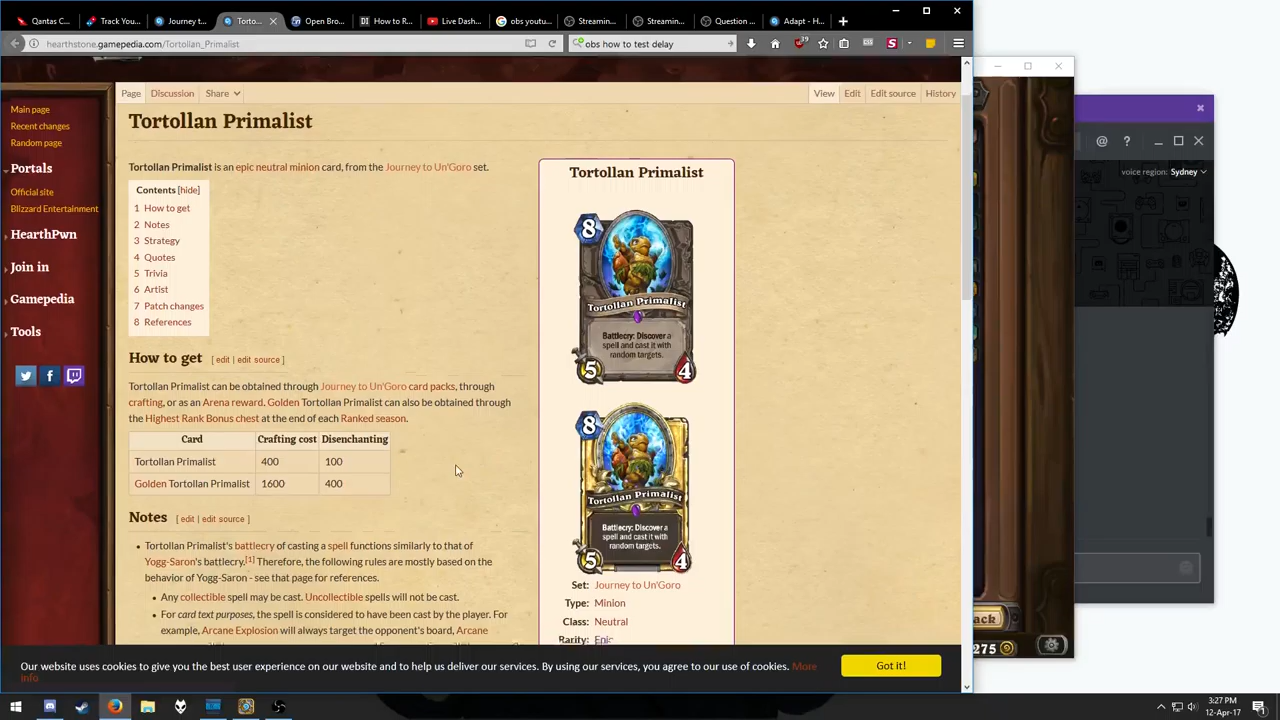 Qantas C...
Track You...
Journey t...
Torto...
Open Bro...
How to R...
Live Dash...
obs youtu...
Streamin...
Streamin...
Question ...
Adapt - H...
hearthstone.gamepedia.com/Tortollan_Primalist
obs how to test delay
39
Page
Discussion
Share
View
Edit
Edit source
History
Main page
Recent changes
Random page
Portals
Official site
Blizzard Entertainment
HearthPwn
Join in
Gamepedia
Tools
Tortollan Primalist
Tortollan Primalist is an epic neutral minion card, from the Journey to Un'Goro set.
Contents [hide]
1 How to get
2 Notes
3 Strategy
4 Quotes
5 Trivia
6 Artist
7 Patch changes
8 References
How to get [ edit | edit source ]
Tortollan Primalist can be obtained through Journey to Un'Goro card packs, through
crafting, or as an Arena reward. Golden Tortollan Primalist can also be obtained through
the Highest Rank Bonus chest at the end of each Ranked season.
Card Crafting cost Disenchanting
Tortollan Primalist 400 100
Golden Tortollan Primalist 1600 400
Notes [ edit | edit source ]
Tortollan Primalist's battlecry of casting a spell functions similarly to that of
Yogg-Saron's battlecry.[1] Therefore, the following rules are mostly based on the
behavior of Yogg-Saron - see that page for references.
Any collectible spell may be cast. Uncollectible spells will not be cast.
For card text purposes, the spell is considered to have been cast by the player. For
example, Arcane Explosion will always target the opponent's board, Arcane
Tortollan Primalist
8
Tortollan Primalist
Battlecry: Discover a
spell and cast it with
random targets.
5
4
8
Tortollan Primalist
Battlecry: Discover a
spell and cast it with
random targets.
5
4
Set: Journey to Un'Goro
Type: Minion
Class: Neutral
Rarity: Epic
Our website uses cookies to give you the best user experience on our website and to help us deliver our services. By using our services, you agree to our use of cookies. More
info
Got it!
voice region: Sydney
ack
275
3:27 PM
12-Apr-17
1